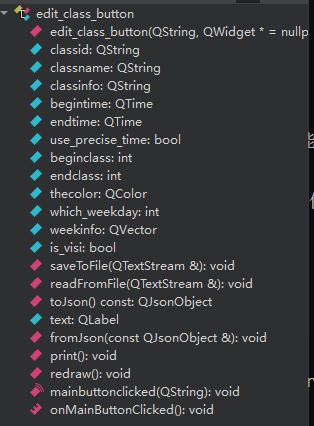 edit_class_button
edit_class_button(QString, QWidget * = nullp
classid: QString
classname: QString
classinfo: QString
begintime: QTime
endtime: QTime
use_precise_time: bool
beginclass: int
endclass: int
thecolor: QColor
which_weekday: int
weekinfo: QVector
is_visi: bool
saveToFile(QTextStream &): void
readFromFile(QTextStream &): void
toJson() const: QJsonObject
text: QLabel
fromJson(const QJsonObject &): void
print(): void
redraw(): void
mainbuttonclicked(QString): void
onMainButtonClicked(): void